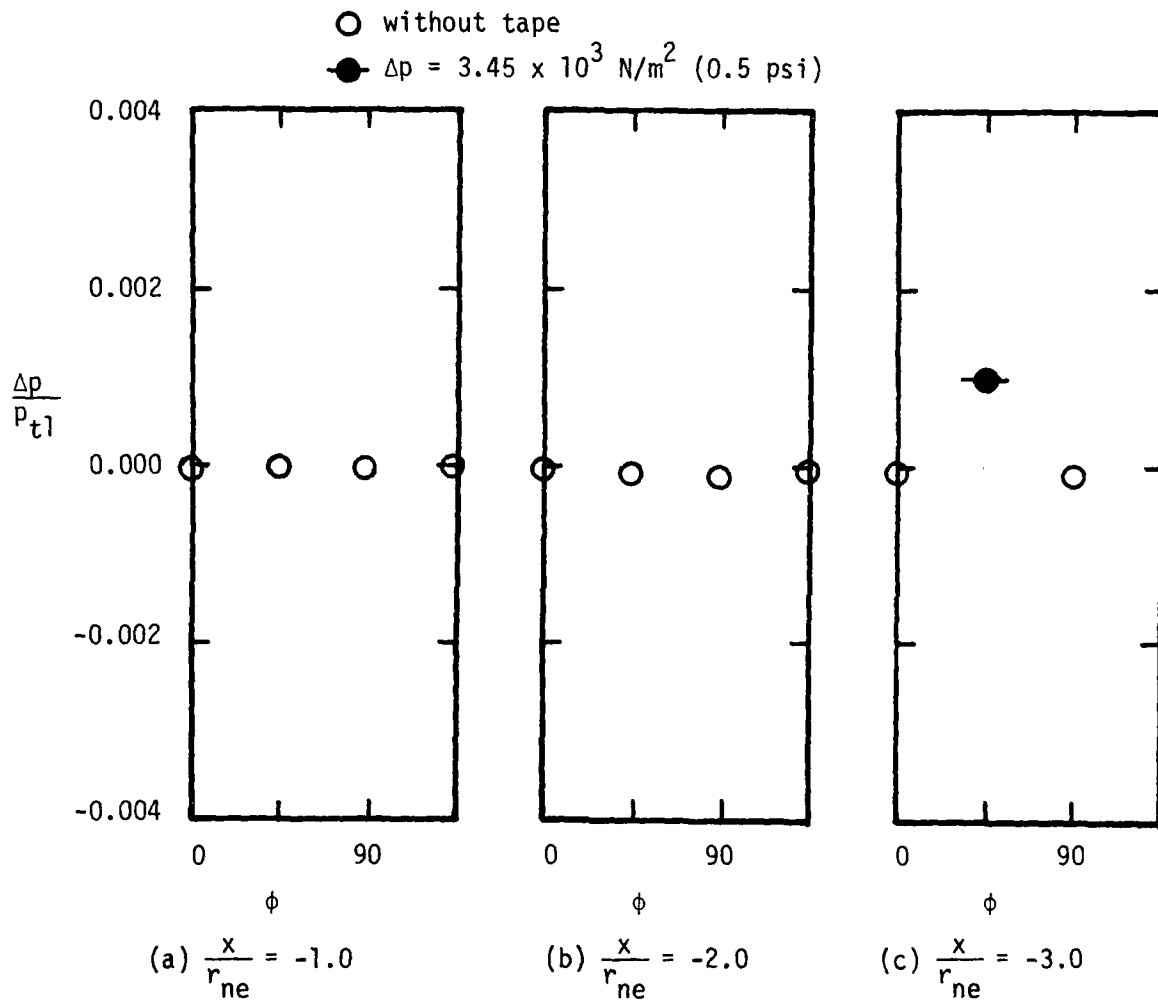 without tape
Δp = 3.45 x 10³ N/m² (0.5 psi)
0.004
0.002
Δp
p_tl
0.000
-0.002
-0.004
0 90
0 90
0 90
ϕ
ϕ
ϕ
(a) x/r_ne = -1.0
(b) x/r_ne = -2.0
(c) x/r_ne = -3.0